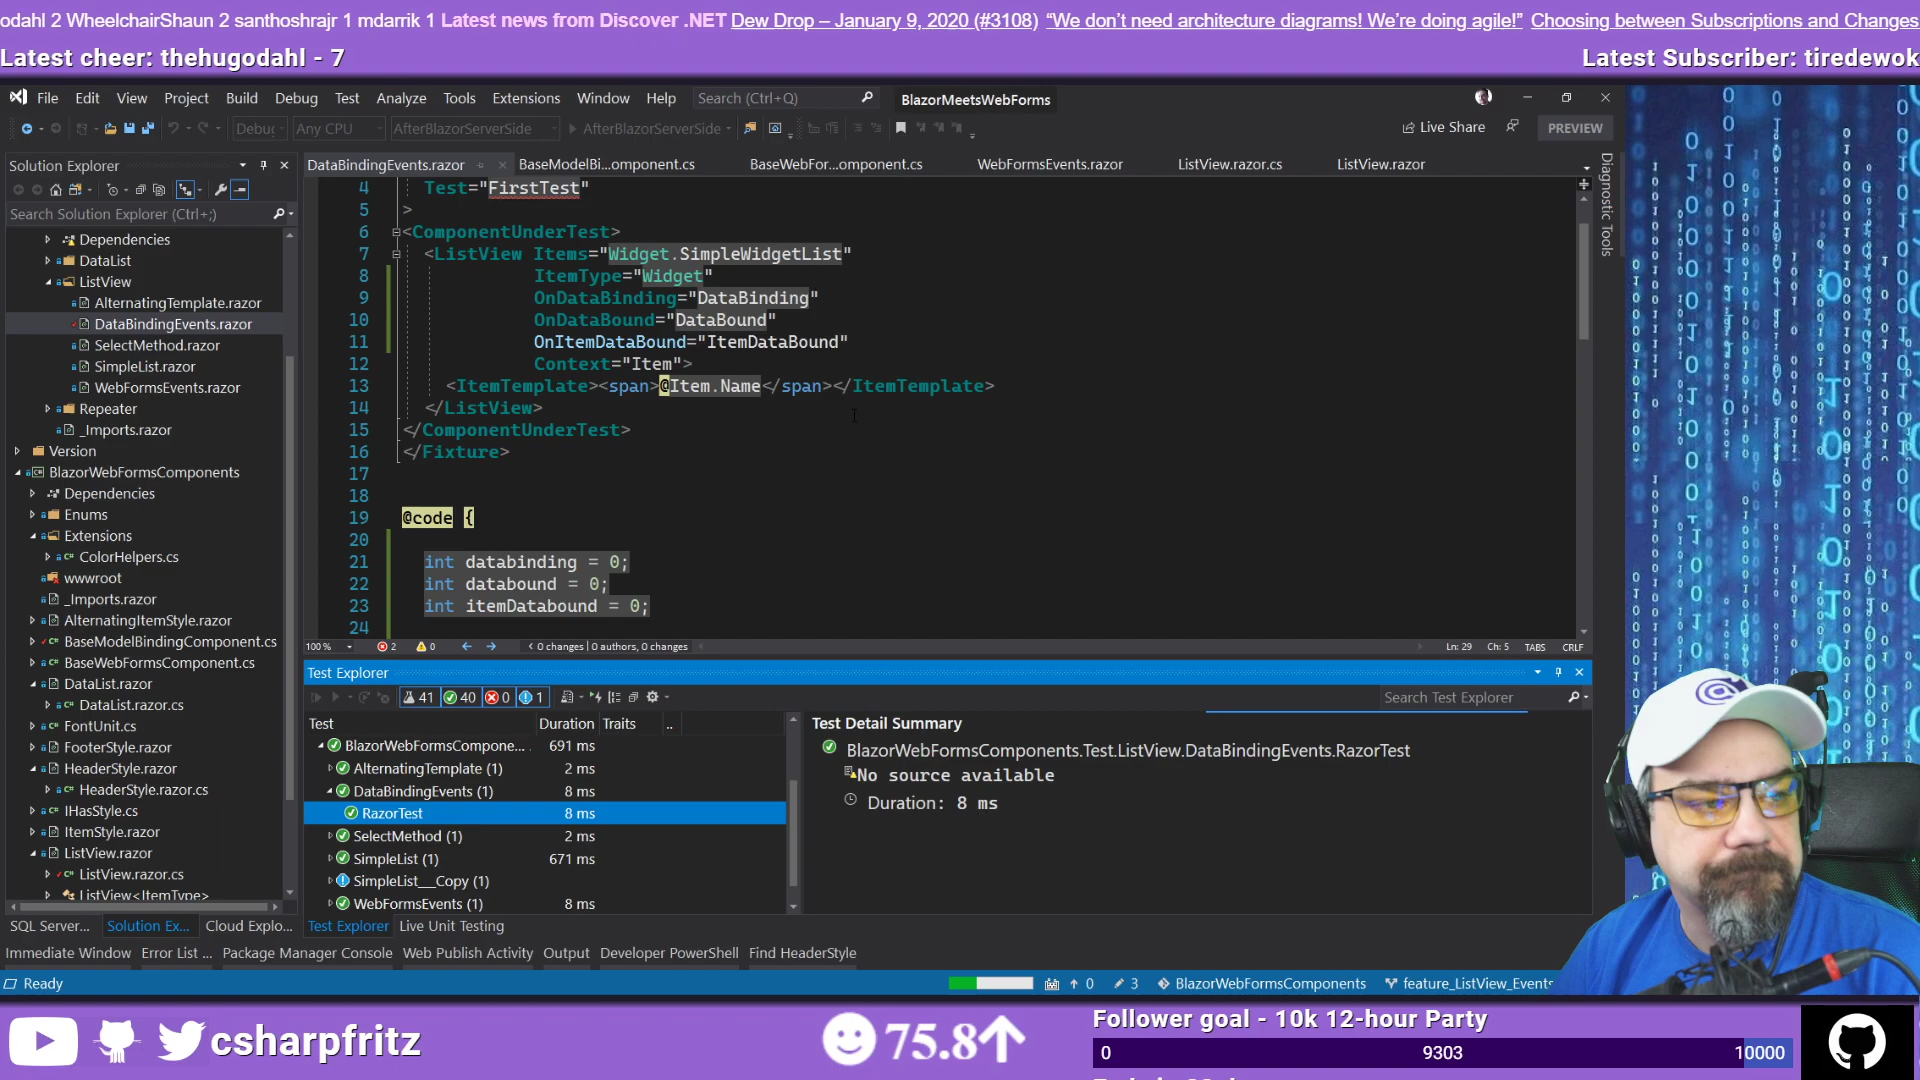 odahl 2 WheelchairShaun 2 santhoshrajr 1 mdarrik 1 Latest news from Discover .NET Dew Drop – January 9, 2020 (#3108) “We don’t need architecture diagrams! We’re doing agile!” Choosing between Subscriptions and Changes
Latest cheer: thehugodahl - 7
Latest Subscriber: tiredewok
File Edit View Project Build Debug Test Analyze Tools Extensions Window Help Search (Ctrl+Q) BlazorMeetsWebForms
Debug Any CPU AfterBlazorServerSide AfterBlazorServerSide Live Share PREVIEW
Solution Explorer
Search Solution Explorer (Ctrl+;)
Dependencies
DataList
ListView
AlternatingTemplate.razor
DataBindingEvents.razor
SelectMethod.razor
SimpleList.razor
WebFormsEvents.razor
Repeater
_Imports.razor
Version
BlazorWebFormsComponents
Dependencies
Enums
Extensions
ColorHelpers.cs
wwwroot
_Imports.razor
AlternatingItemStyle.razor
BaseModelBindingComponent.cs
BaseWebFormsComponent.cs
DataList.razor
DataList.razor.cs
FontUnit.cs
FooterStyle.razor
HeaderStyle.razor
HeaderStyle.razor.cs
IHasStyle.cs
ItemStyle.razor
ListView.razor
ListView.razor.cs
ListView<ItemType>
SQL Server... Solution Ex... Cloud Explo...
DataBindingEvents.razor BaseModelBi...omponent.cs BaseWebFor...omponent.cs WebFormsEvents.razor ListView.razor.cs ListView.razor
Diagnostic Tools
4 Test="FirstTest"
5 >
6 <ComponentUnderTest>
7 <ListView Items="Widget.SimpleWidgetList"
8 ItemType="Widget"
9 OnDataBinding="DataBinding"
10 OnDataBound="DataBound"
11 OnItemDataBound="ItemDataBound"
12 Context="Item">
13 <ItemTemplate><span>@Item.Name</span></ItemTemplate>
14 </ListView>
15 </ComponentUnderTest>
16 </Fixture>
17
18
19 @code {
20
21 int databinding = 0;
22 int databound = 0;
23 int itemDatabound = 0;
24
100 % 2 0 0 changes | 0 authors, 0 changes Ln: 29 Ch: 5 TABS CRLF
Test Explorer
41 40 0 1 Search Test Explorer
Test Duration Traits ..
BlazorWebFormsCompone... 691 ms
AlternatingTemplate (1) 2 ms
DataBindingEvents (1) 8 ms
RazorTest 8 ms
SelectMethod (1) 2 ms
SimpleList (1) 671 ms
SimpleList__Copy (1)
WebFormsEvents (1) 8 ms
Test Detail Summary
BlazorWebFormsComponents.Test.ListView.DataBindingEvents.RazorTest
No source available
Duration: 8 ms
Test Explorer Live Unit Testing
Immediate Window Error List ... Package Manager Console Web Publish Activity Output Developer PowerShell Find HeaderStyle
Ready 0 3 BlazorWebFormsComponents feature_ListView_Events
csharpfritz
75.8
Follower goal - 10k 12-hour Party
0 9303 10000